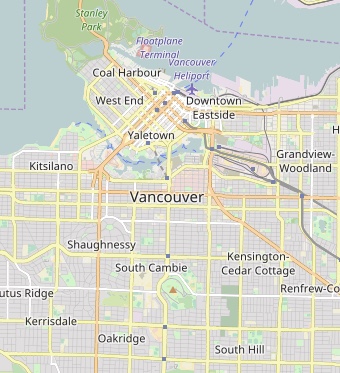 Stanley
Park
Floatplane
Terminal
Vancouver
Heliport
Coal Harbour
West End
Downtown
Eastside
Yaletown
Grandview-
Woodland
Kitsilano
Vancouver
Shaughnessy
Kensington-
Cedar Cottage
South Cambie
Renfrew-Co
utus Ridge
Kerrisdale
Oakridge
South Hill
H